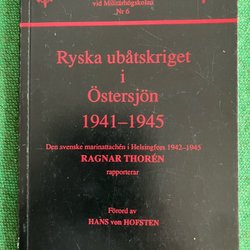 vid Militärhögskolan
Nr 6
Ryska ubåtskriget
i
Östersjön
1941–1945
Den svenske marinattachén i Helsingfors 1942–1945
RAGNAR THORÉN
rapporterar
Förord av
HANS von HOFSTEN